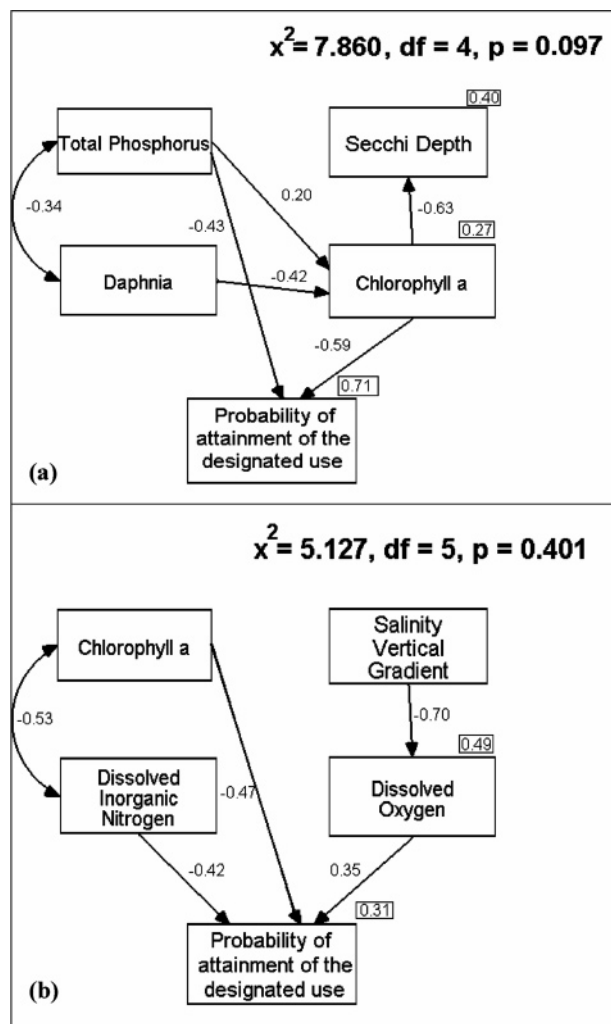 x2= 7.860, df = 4, p = 0.097
0.40
Total Phosphorus
Secchi Depth
0.20
-0.63
-0.34
-0.43
0.27
Daphnia
-0.42
Chlorophyll a
-0.59
0.71
Probability of
attainment of the
designated use
(a)
x2= 5.127, df = 5, p = 0.401
Chlorophyll a
Salinity
Vertical
Gradient
-0.53
-0.70
0.49
Dissolved
Inorganic
Nitrogen
-0.47
Dissolved
Oxygen
-0.42
0.35
0.31
Probability of
attainment of the
designated use
(b)